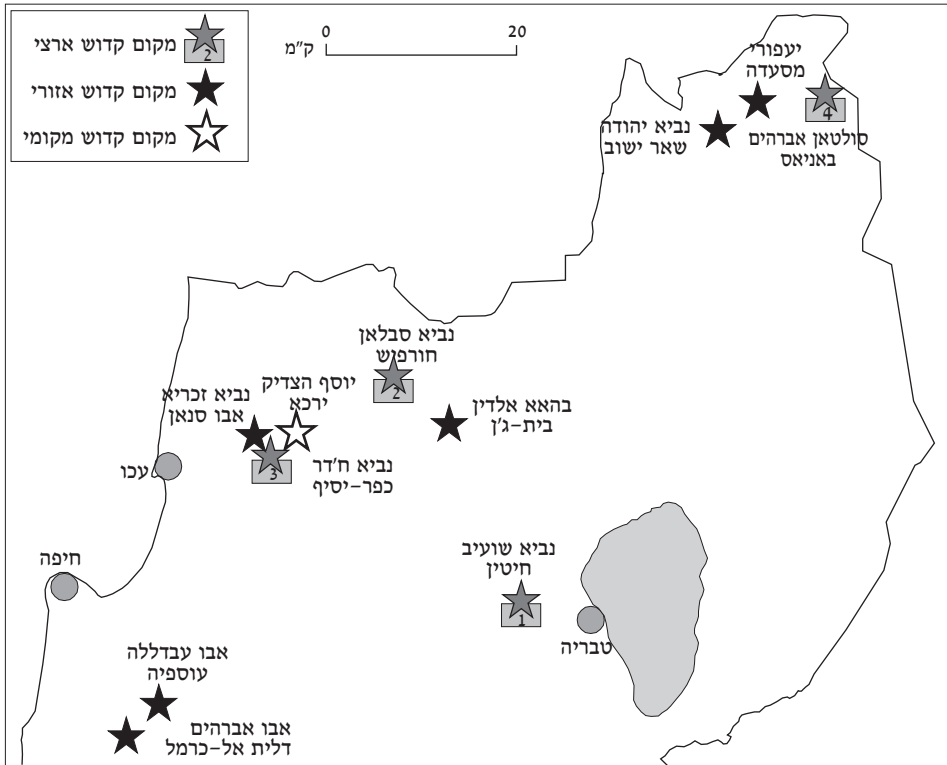 מקום קדוש ארצי
2
מקום קדוש אזורי
מקום קדוש מקומי
ק"מ
0
20
יעפורי
מסעדה
נביא יהודה
שאר ישוב
4
סולטאן אברהים
באניאס
נביא סבלאן
חורפיש
2
יוסף הצדיק
ירכא
נביא זכריא
אבו סנאן
בהאא אלדין
בית-ג'ן
3
נביא ח'דר
כפר-יסיף
עכו
חיפה
נביא שועיב
חיטין
1
טבריה
אבו עבדללה
עוספיה
אבו אברהים
דלית אל-כרמל